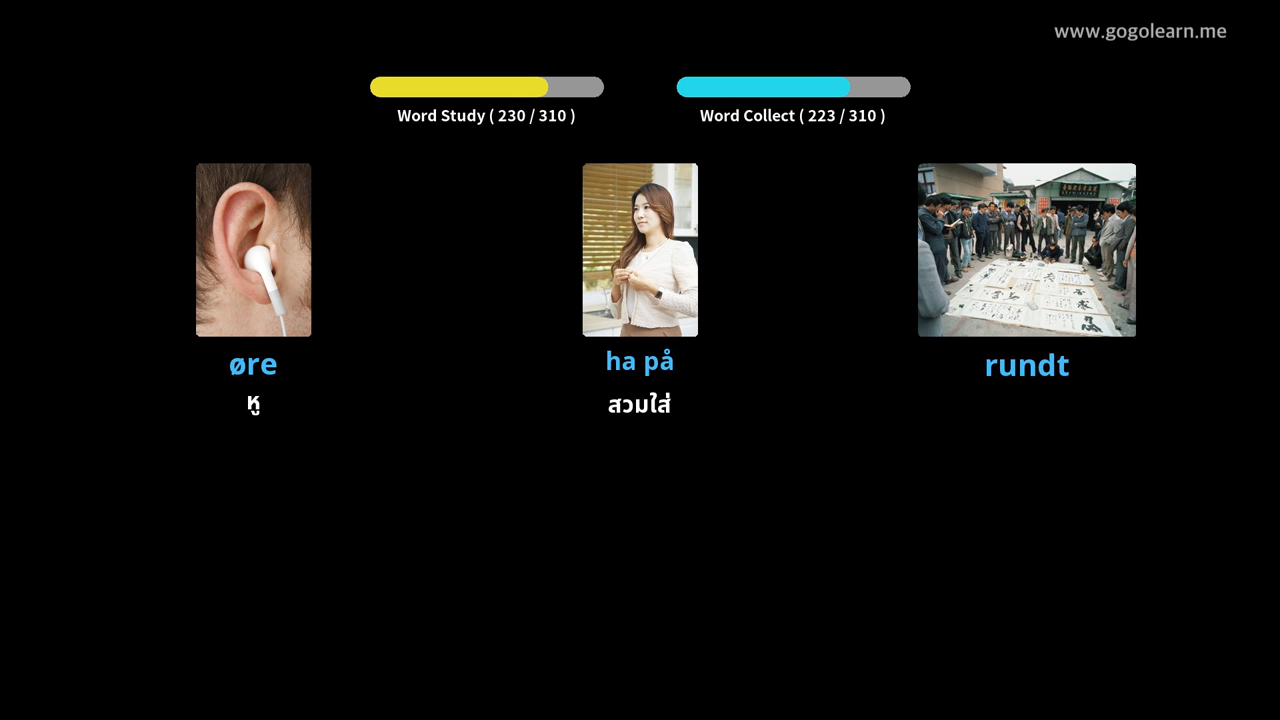 www.gogolearn.me
Word Study ( 230 / 310 )
Word Collect ( 223 / 310 )
øre
ha på
rundt
หู
สวมใส่